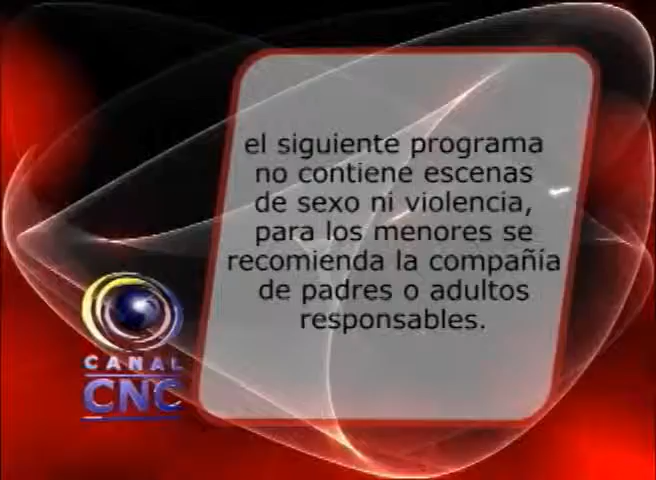 el siguiente programa
no contiene escenas
de sexo ni violencia,
para los menores se
recomienda la compañía
de padres o adultos
responsables.
CANAL
CNC